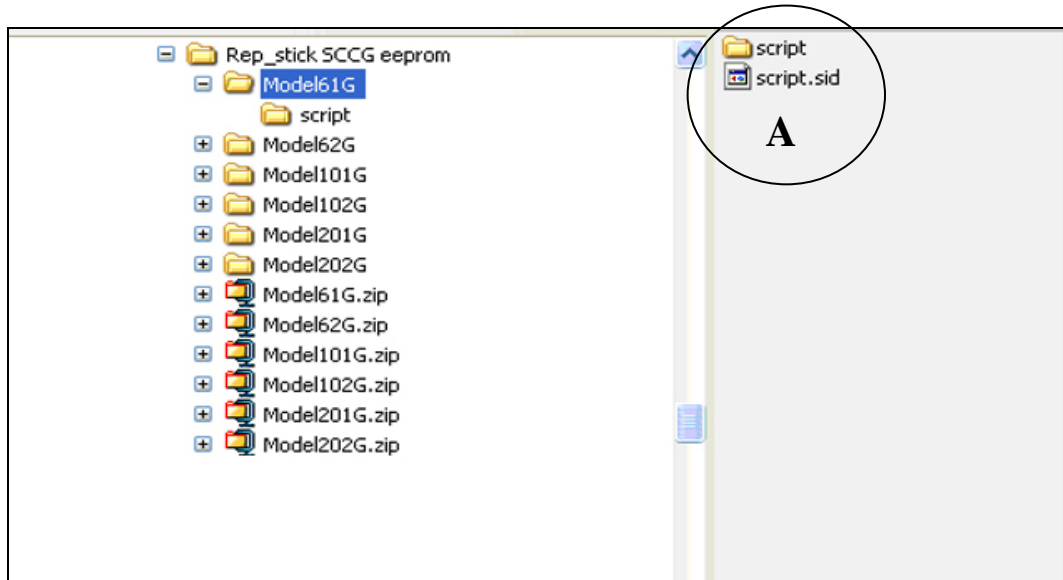 Rep_stick SCCG eeprom
Model61G
script
Model62G
Model101G
Model102G
Model201G
Model202G
Model61G.zip
Model62G.zip
Model101G.zip
Model102G.zip
Model201G.zip
Model202G.zip
script
script.sid
A